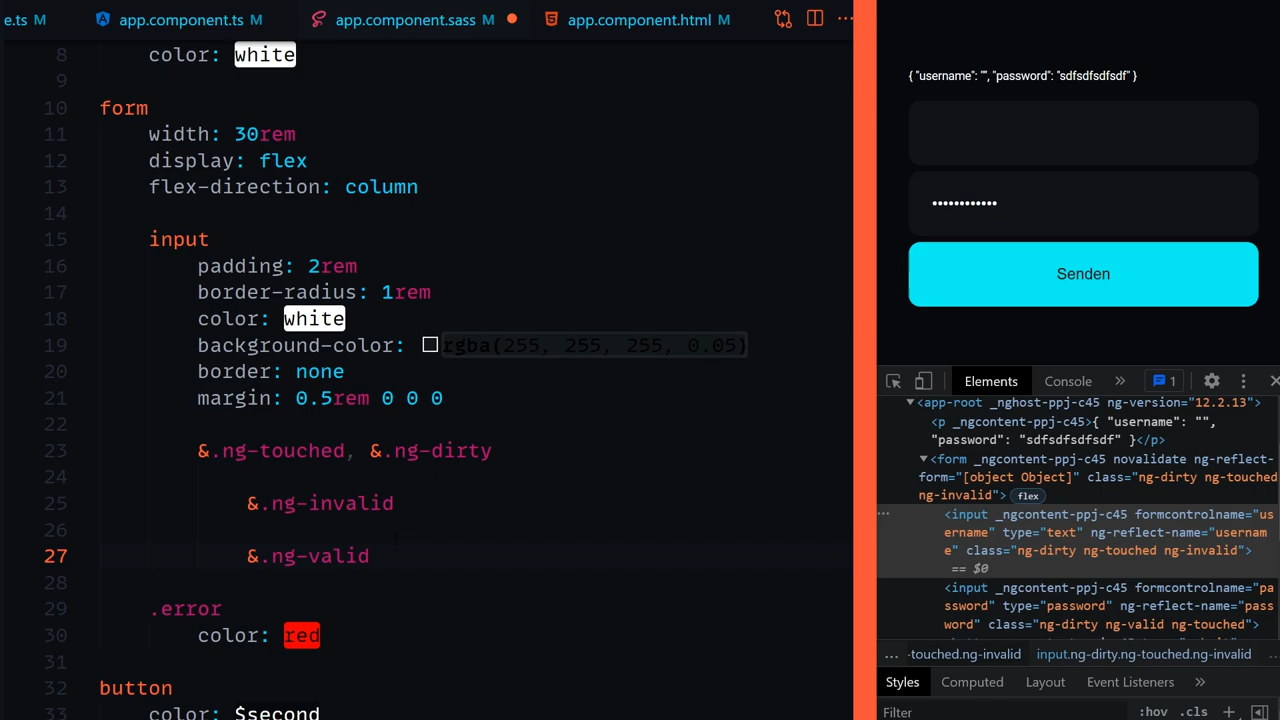 e.ts M app.component.ts M app.component.sass M app.component.html M ...
8 color: white
9
10 form
11 width: 30rem
12 display: flex
13 flex-direction: column
14
15 input
16 padding: 2rem
17 border-radius: 1rem
18 color: white
19 background-color: rgba(255, 255, 255, 0.05)
20 border: none
21 margin: 0.5rem 0 0 0
22
23 &.ng-touched, &.ng-dirty
24
25 &.ng-invalid
26
27 &.ng-valid
28
29 .error
30 color: red
31
32 button
33 color: $second
{ "username": "", "password": "sdfsdfsdfsdf" }
••••••••••••
Senden
Elements Console » 1
<app-root _nghost-ppj-c45 ng-version="12.2.13">
<p _ngcontent-ppj-c45>{ "username": "",
"password": "sdfsdfsdfsdf" }</p>
<form _ngcontent-ppj-c45 novalidate ng-reflect-
form="[object Object]" class="ng-dirty ng-touched
ng-invalid"> flex
<input _ngcontent-ppj-c45 formcontrolname="us
ername" type="text" ng-reflect-name="usernam
e" class="ng-dirty ng-touched ng-invalid">
== $0
<input _ngcontent-ppj-c45 formcontrolname="pa
ssword" type="password" ng-reflect-name="pass
word" class="ng-dirty ng-valid ng-touched">
... -touched.ng-invalid input.ng-dirty.ng-touched.ng-invalid
Styles Computed Layout Event Listeners »
Filter :hov .cls +